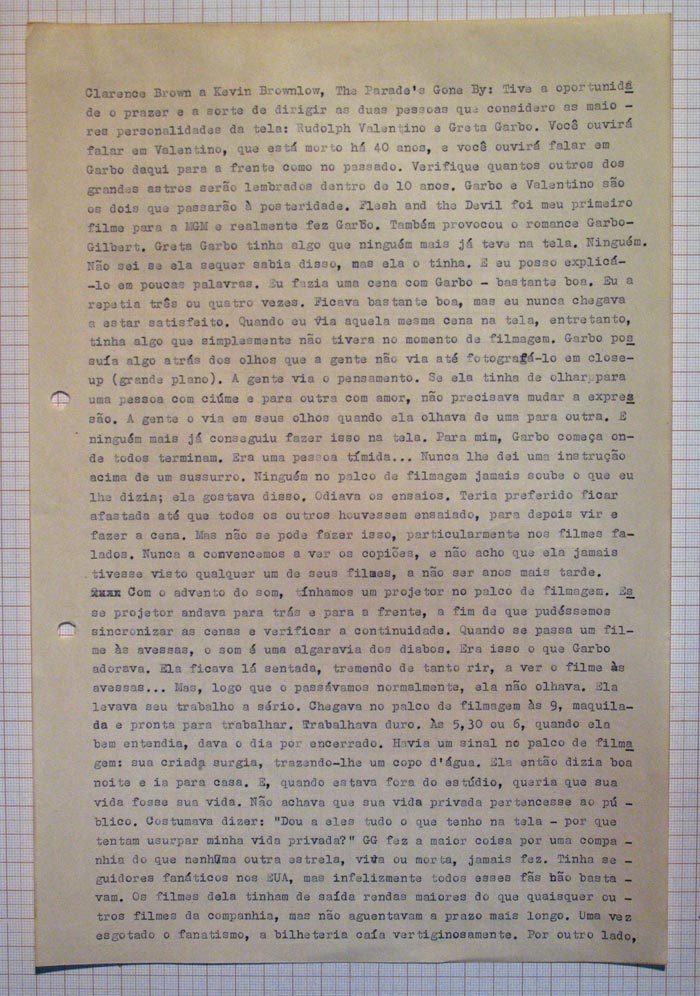 Clarence Brown a Kevin Brownlow, The Parade's Gone By: Tive a oportunida
de o prazer e a sorte de dirigir as duas pessoas que considero as maio -
res personalidades da tela: Rudolph Valentino e Greta Garbo. Você ouvirá
falar em Valentino, que está morto há 40 anos, e você ouvirá falar em
Garbo daqui para a frente como no passado. Verifique quantos outros dos
grandes astros serão lembrados dentro de 10 anos. Garbo e Valentino são
os dois que passarão à posteridade. Flesh and the Devil foi meu primeiro
filme para a MGM e realmente fez Garbo. Também provocou o romance Garbo-
Gilbert. Greta Garbo tinha algo que ninguém mais já teve na tela. Ninguém.
Não sei se ela sequer sabia disso, mas ela o tinha. E eu posso explicá-
-lo em poucas palavras. Eu fazia uma cena com Garbo - bastante boa. Eu a
repetia três ou quatro vezes. Ficava bastante boa, mas eu nunca chegava
a estar satisfeito. Quando eu via aquela mesma cena na tela, entretanto,
tinha algo que simplesmente não tivera no momento de filmagem. Garbo pos
suía algo atrás dos olhos que a gente não via até fotografá-lo em close-
up (grande plano). A gente via o pensamento. Se ela tinha de olhar para
uma pessoa com ciúme e para outra com amor, não precisava mudar a expres
são. A gente o via em seus olhos quando ela olhava de uma para outra. E
ninguém mais já conseguiu fazer isso na tela. Para mim, Garbo começa on-
de todos terminam. Era uma pessoa tímida... Nunca lhe dei uma instrução
acima de um sussurro. Ninguém no palco de filmagem jamais soube o que eu
lhe dizia; ela gostava disso. Odiava os ensaios. Teria preferido ficar
afastada até que todos os outros houvessem ensaiado, para depois vir e
fazer a cena. Mas não se pode fazer isso, particularmente nos filmes fa-
lados. Nunca a convencemos a ver os copiões, e não acho que ela jamais
tivesse visto qualquer um de seus filmes, a não ser anos mais tarde.
Com o advento do som, tínhamos um projetor no palco de filmagem. Es
se projetor andava para trás e para a frente, a fim de que pudéssemos
sincronizar as cenas e verificar a continuidade. Quando se passa um fil-
me às avessas, o som é uma algaravia dos diabos. Era isso o que Garbo
adorava. Ela ficava lá sentada, tremendo de tanto rir, a ver o filme às
avessas... Mas, logo que o passávamos normalmente, ela não olhava. Ela
levava seu trabalho a sério. Chegava no palco de filmagem às 9, maquila-
da e pronta para trabalhar. Trabalhava duro. Às 5,30 ou 6, quando ela
bem entendia, dava o dia por encerrado. Havia um sinal no palco de filma
gem: sua criada surgia, trazendo-lhe um copo d'água. Ela então dizia boa
noite e ia para casa. E, quando estava fora do estúdio, queria que sua
vida fosse sua vida. Não achava que sua vida privada pertencesse ao pú -
blico. Costumava dizer: "Dou a eles tudo o que tenho na tela - por que
tentam usurpar minha vida privada?" GG fez a maior coisa por uma compa -
nhia do que nenhuma outra estrela, viva ou morta, jamais fez. Tinha se -
guidores fanáticos nos EUA, mas infelizmente todos esses fãs hão basta -
vam. Os filmes dela tinham de saída rendas maiores do que quaisquer ou -
tros filmes da companhia, mas não aguentavam a prazo mais longo. Uma vez
esgotado o fanatismo, a bilheteria caía vertiginosamente. Por outro lado,